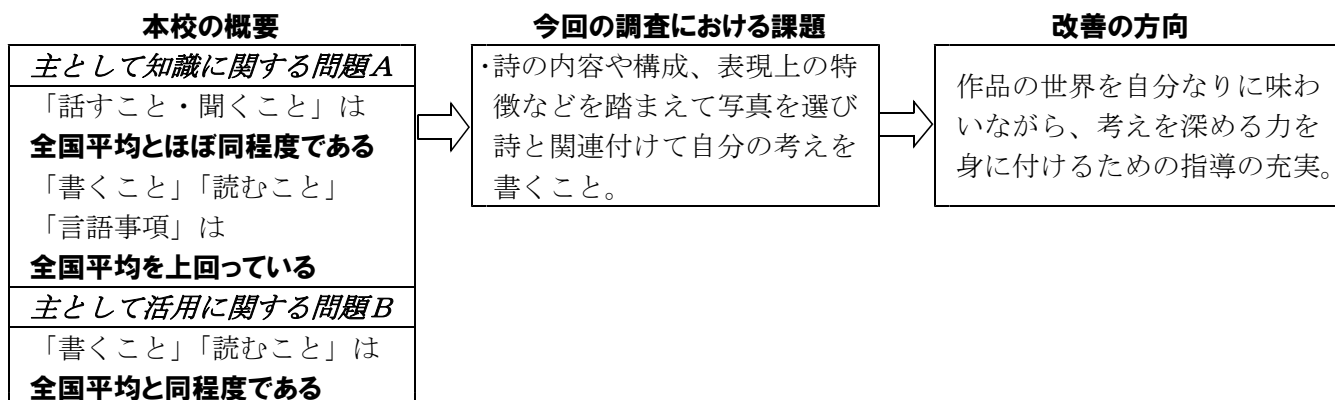 本校の概要
主として知識に関する問題A
「話すこと・聞くこと」は
全国平均とほぼ同程度である
「書くこと」「読むこと」
「言語事項」は
全国平均を上回っている
主として活用に関する問題B
「書くこと」「読むこと」は
全国平均と同程度である
今回の調査における課題
・詩の内容や構成、表現上の特
徴などを踏まえて写真を選び
詩と関連付けて自分の考えを
書くこと。
改善の方向
作品の世界を自分なりに味わ
いながら、考えを深める力を
身に付けるための指導の充実。